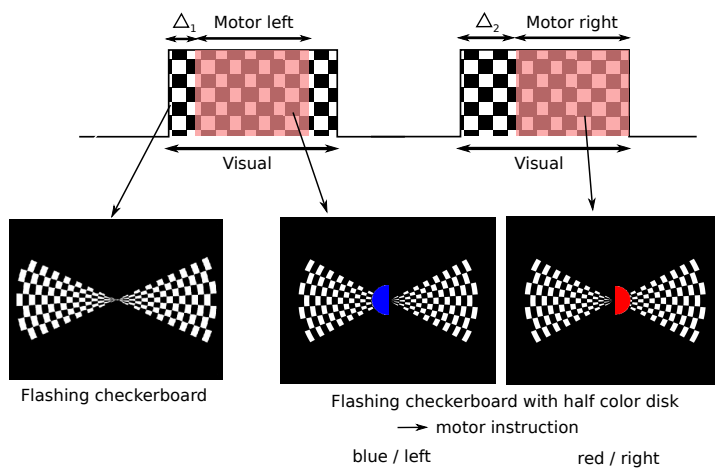 Δ1 Motor left Δ2 Motor right
Visual Visual
Flashing checkerboard
Flashing checkerboard with half color disk
→ motor instruction
blue / left red / right